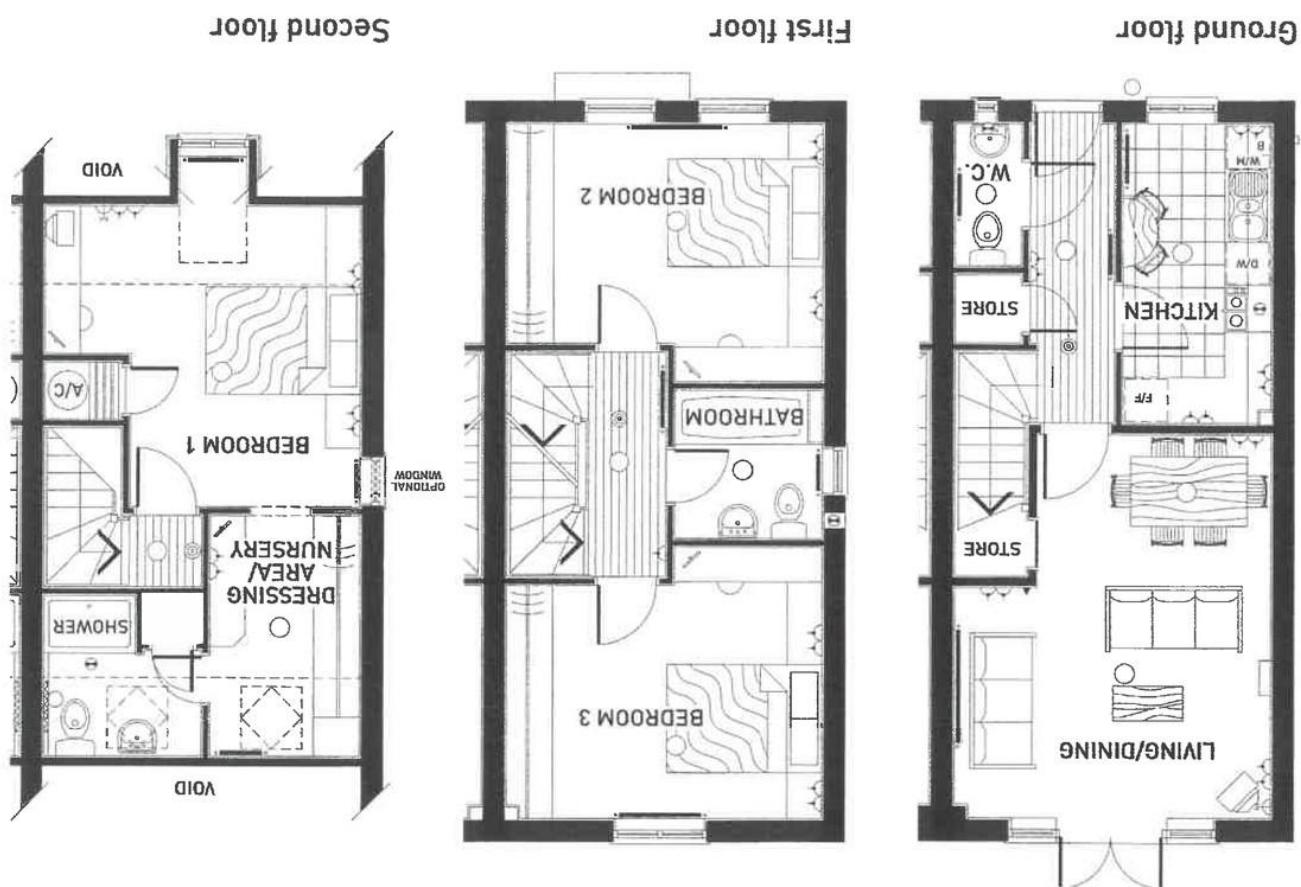 LIVING/DINING
STORE
F/F
KITCHEN
STORE
D/W
W.C.
W/M
B
Ground floor
BEDROOM 3
BATHROOM
BEDROOM 2
First floor
VOID
SHOWER
DRESSING
AREA/
NURSERY
OPTIONAL
WINDOW
BEDROOM 1
A/C
VOID
Second floor